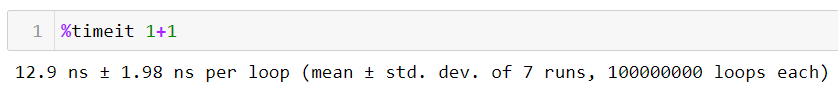 1 %timeit 1+1
12.9 ns ± 1.98 ns per loop (mean ± std. dev. of 7 runs, 100000000 loops each)